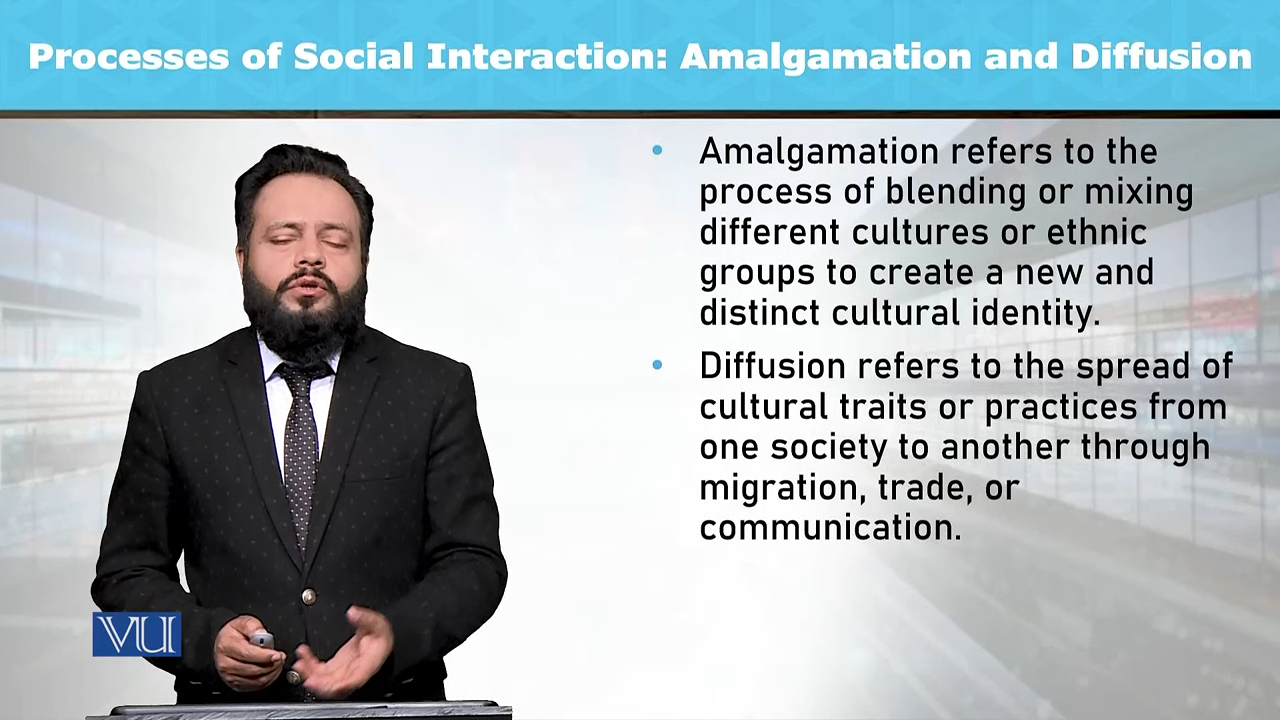 Processes of Social Interaction: Amalgamation and Diffusion
• Amalgamation refers to the
process of blending or mixing
different cultures or ethnic
groups to create a new and
distinct cultural identity.
• Diffusion refers to the spread of
cultural traits or practices from
one society to another through
migration, trade, or
communication.
VU